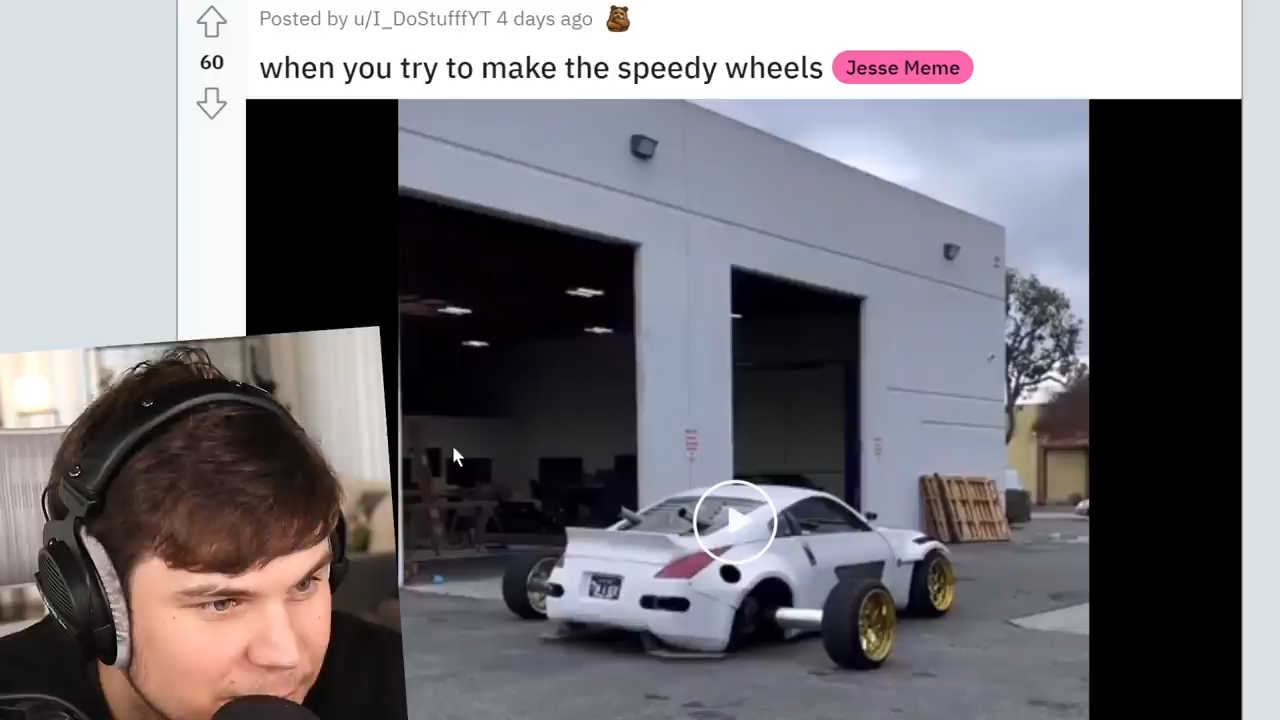 Posted by u/I_DoStufffYT 4 days ago
60
when you try to make the speedy wheels
Jesse Meme